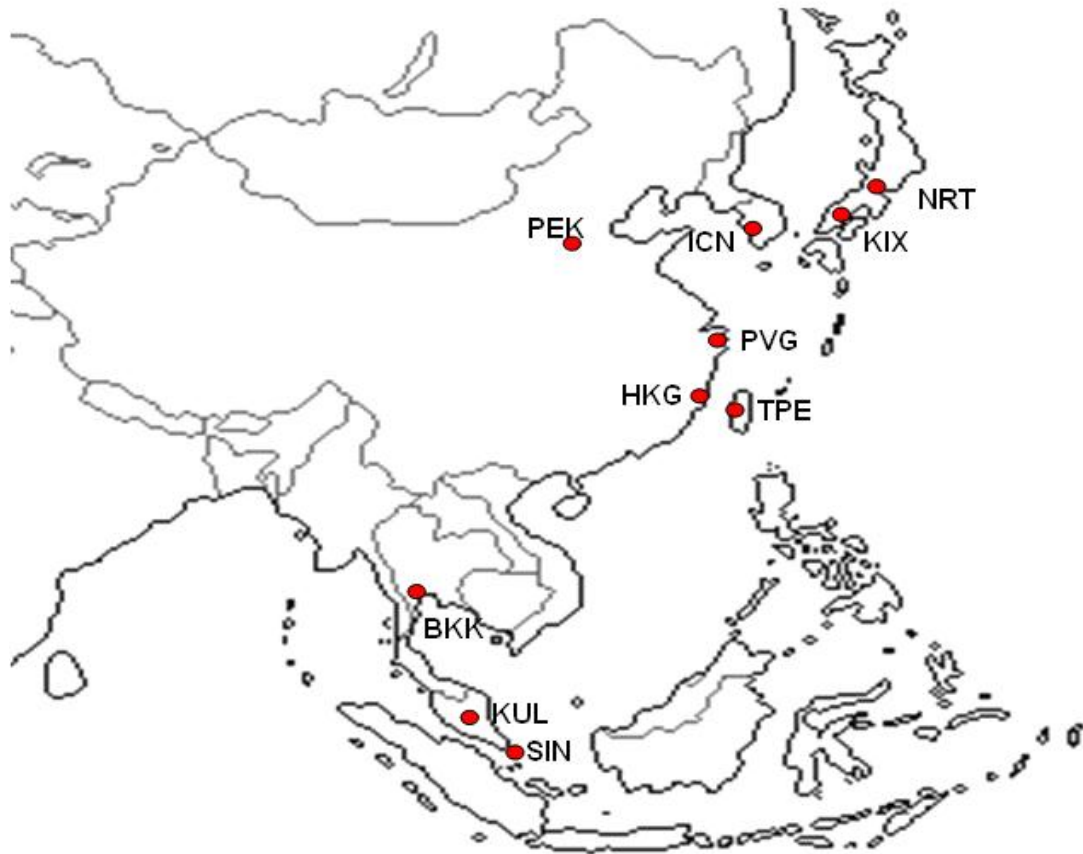 NRT
PEK
ICN
KIX
PVG
HKG
TPE
BKK
KUL
SIN